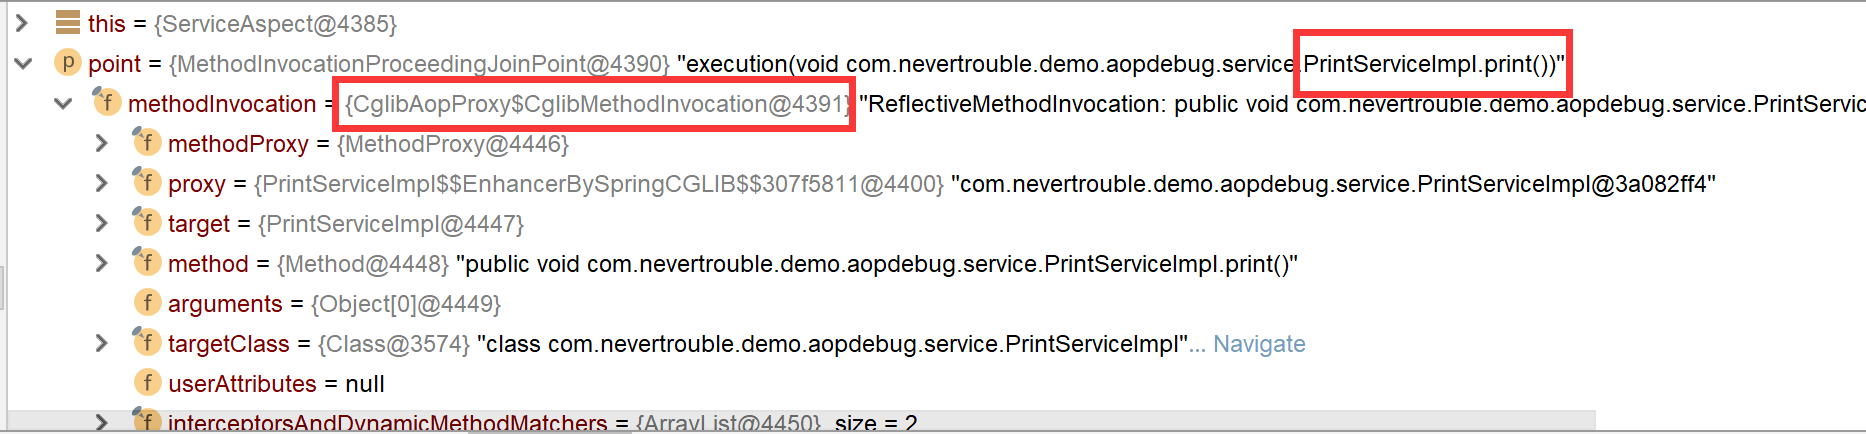 this = {ServiceAspect@4385}
p point = {MethodInvocationProceedingJoinPoint@4390} "execution(void com.nevertrouble.demo.aopdebug.service.PrintServiceImpl.print())"
f methodInvocation = {CglibAopProxy$CglibMethodInvocation@4391} "ReflectiveMethodInvocation: public void com.nevertrouble.demo.aopdebug.service.PrintServic
f methodProxy = {MethodProxy@4446}
f proxy = {PrintServiceImpl$$EnhancerBySpringCGLIB$$307f5811@4400} "com.nevertrouble.demo.aopdebug.service.PrintServiceImpl@3a082ff4"
f target = {PrintServiceImpl@4447}
f method = {Method@4448} "public void com.nevertrouble.demo.aopdebug.service.PrintServiceImpl.print()"
f arguments = {Object[0]@4449}
f targetClass = {Class@3574} "class com.nevertrouble.demo.aopdebug.service.PrintServiceImpl"... Navigate
f userAttributes = null
f interceptorsAndDynamicMethodMatchers = {ArrayList@4450} size = 2